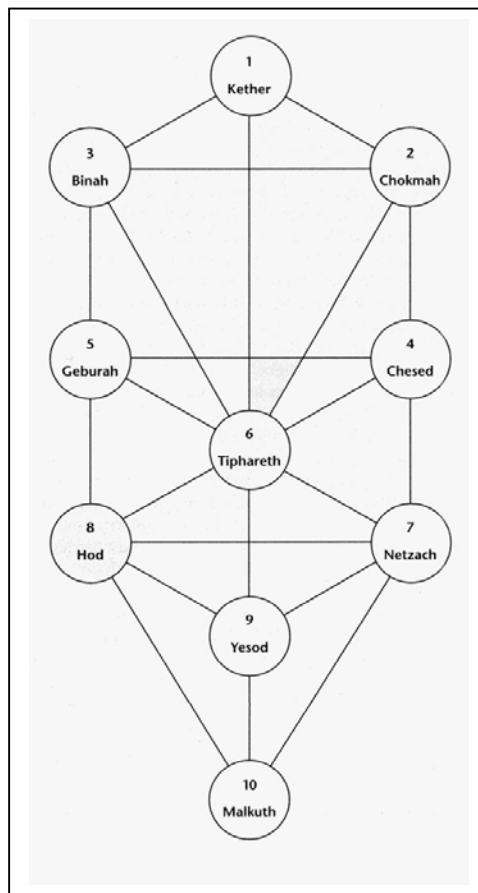 1
Kether
3
Binah
2
Chokmah
5
Geburah
4
Chesed
6
Tiphareth
8
Hod
7
Netzach
9
Yesod
10
Malkuth